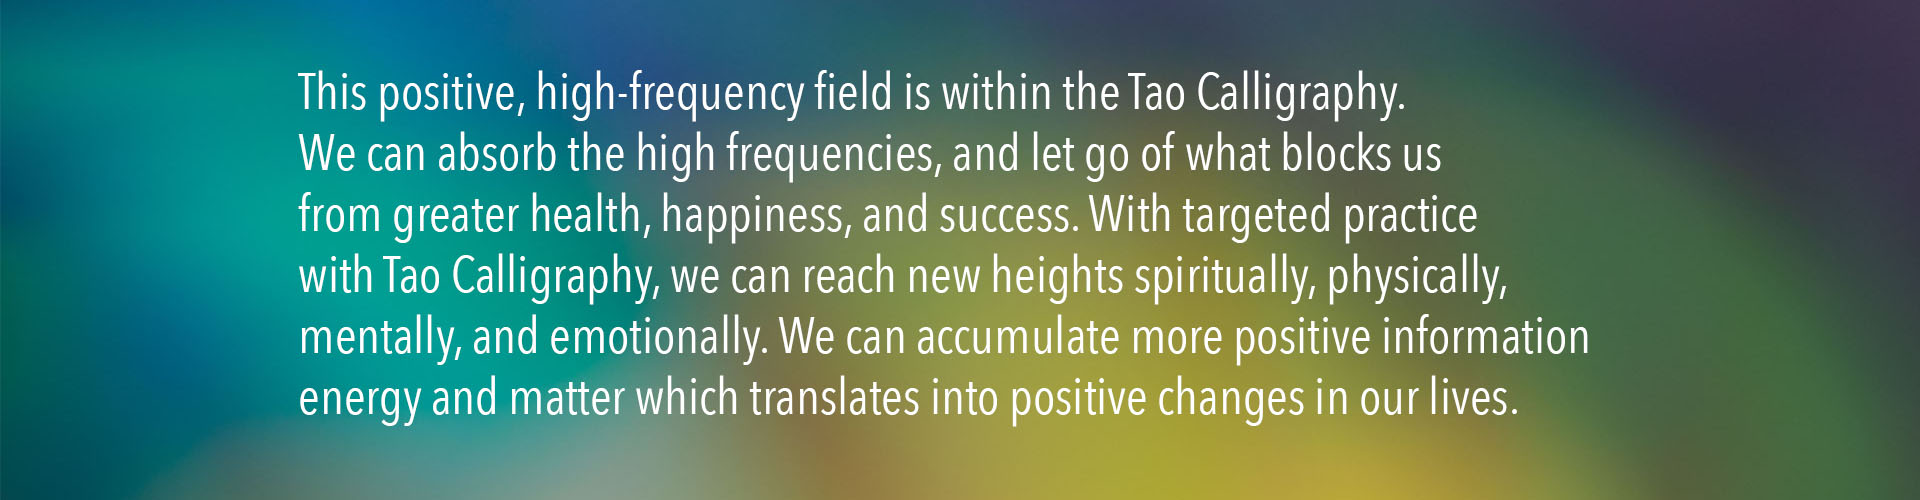 This positive, high-frequency field is within the Tao Calligraphy.
We can absorb the high frequencies, and let go of what blocks us
from greater health, happiness, and success. With targeted practice
with Tao Calligraphy, we can reach new heights spiritually, physically,
mentally, and emotionally. We can accumulate more positive information
energy and matter which translates into positive changes in our lives.